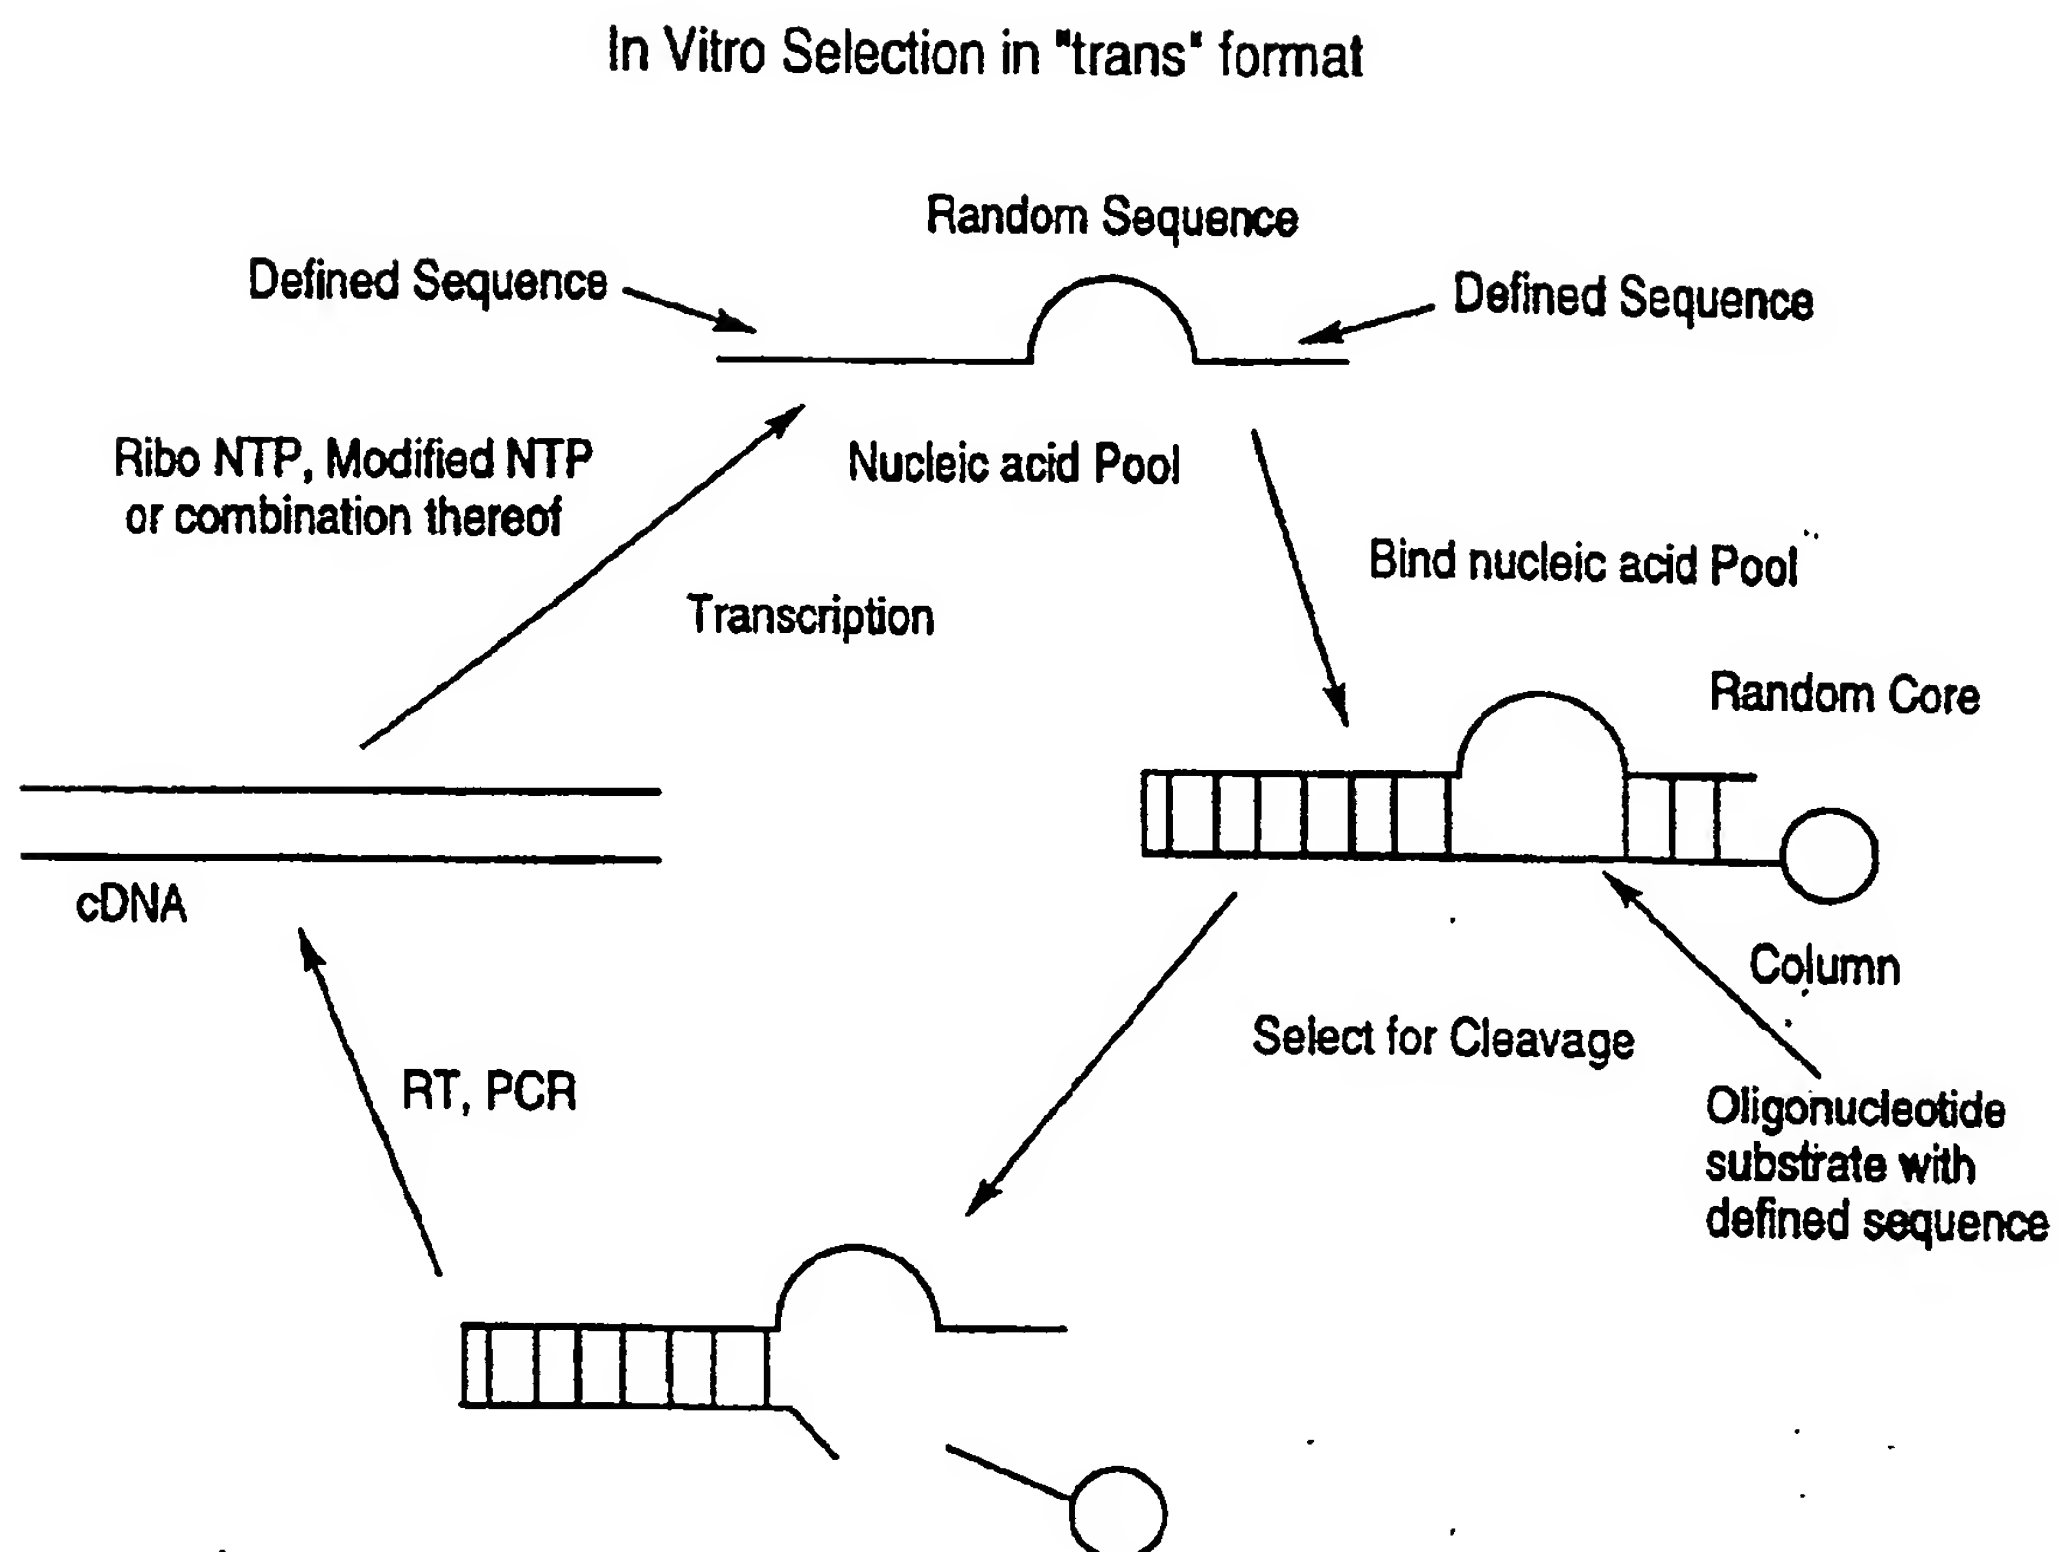 In Vitro Selection in "trans" format
Random Sequence
Defined Sequence
Defined Sequence
Ribo NTP, Modified NTP
or combination thereof
Nucleic acid Pool
Bind nucleic acid Pool
Transcription
Random Core
cDNA
Column
Select for Cleavage
RT, PCR
Oligonucleotide
substrate with
defined sequence